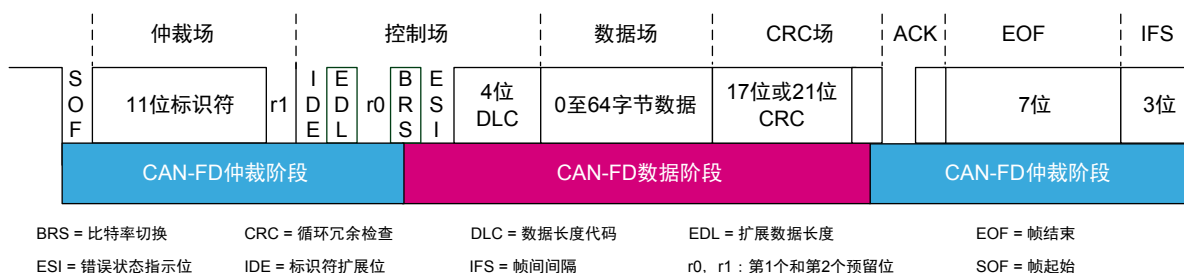 仲裁场 控制场 数据场 CRC场 ACK EOF IFS
SOF 11位标识符 r1 IDE EDL r0 BRS ESI 4位 DLC 0至64字节数据 17位或21位 CRC 7位 3位
CAN-FD仲裁阶段 CAN-FD数据阶段 CAN-FD仲裁阶段
BRS = 比特率切换 CRC = 循环冗余检查 DLC = 数据长度代码 EDL = 扩展数据长度 EOF = 帧结束
ESI = 错误状态指示位 IDE = 标识符扩展位 IFS = 帧间间隔 r0，r1：第1个和第2个预留位 SOF = 帧起始